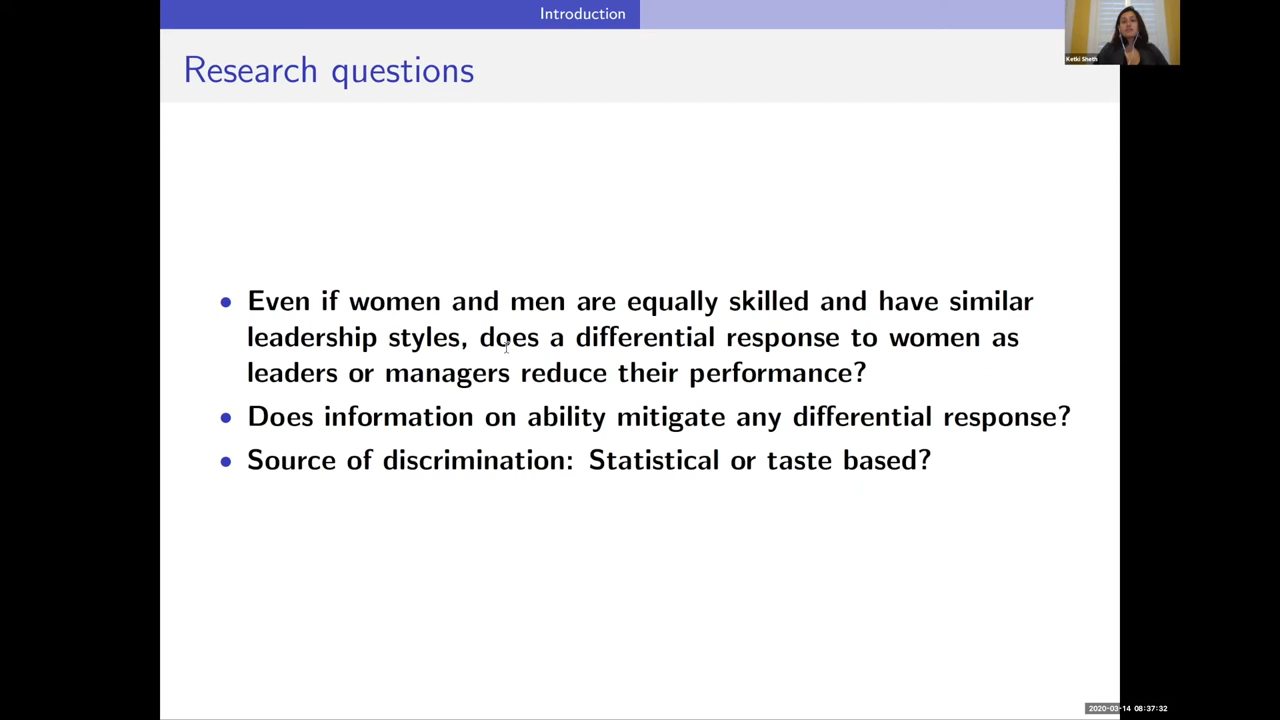 Introduction
Ketki Sheth
Research questions
• Even if women and men are equally skilled and have similar
leadership styles, does a differential response to women as
leaders or managers reduce their performance?
• Does information on ability mitigate any differential response?
• Source of discrimination: Statistical or taste based?
2020-03-14 08:37:32